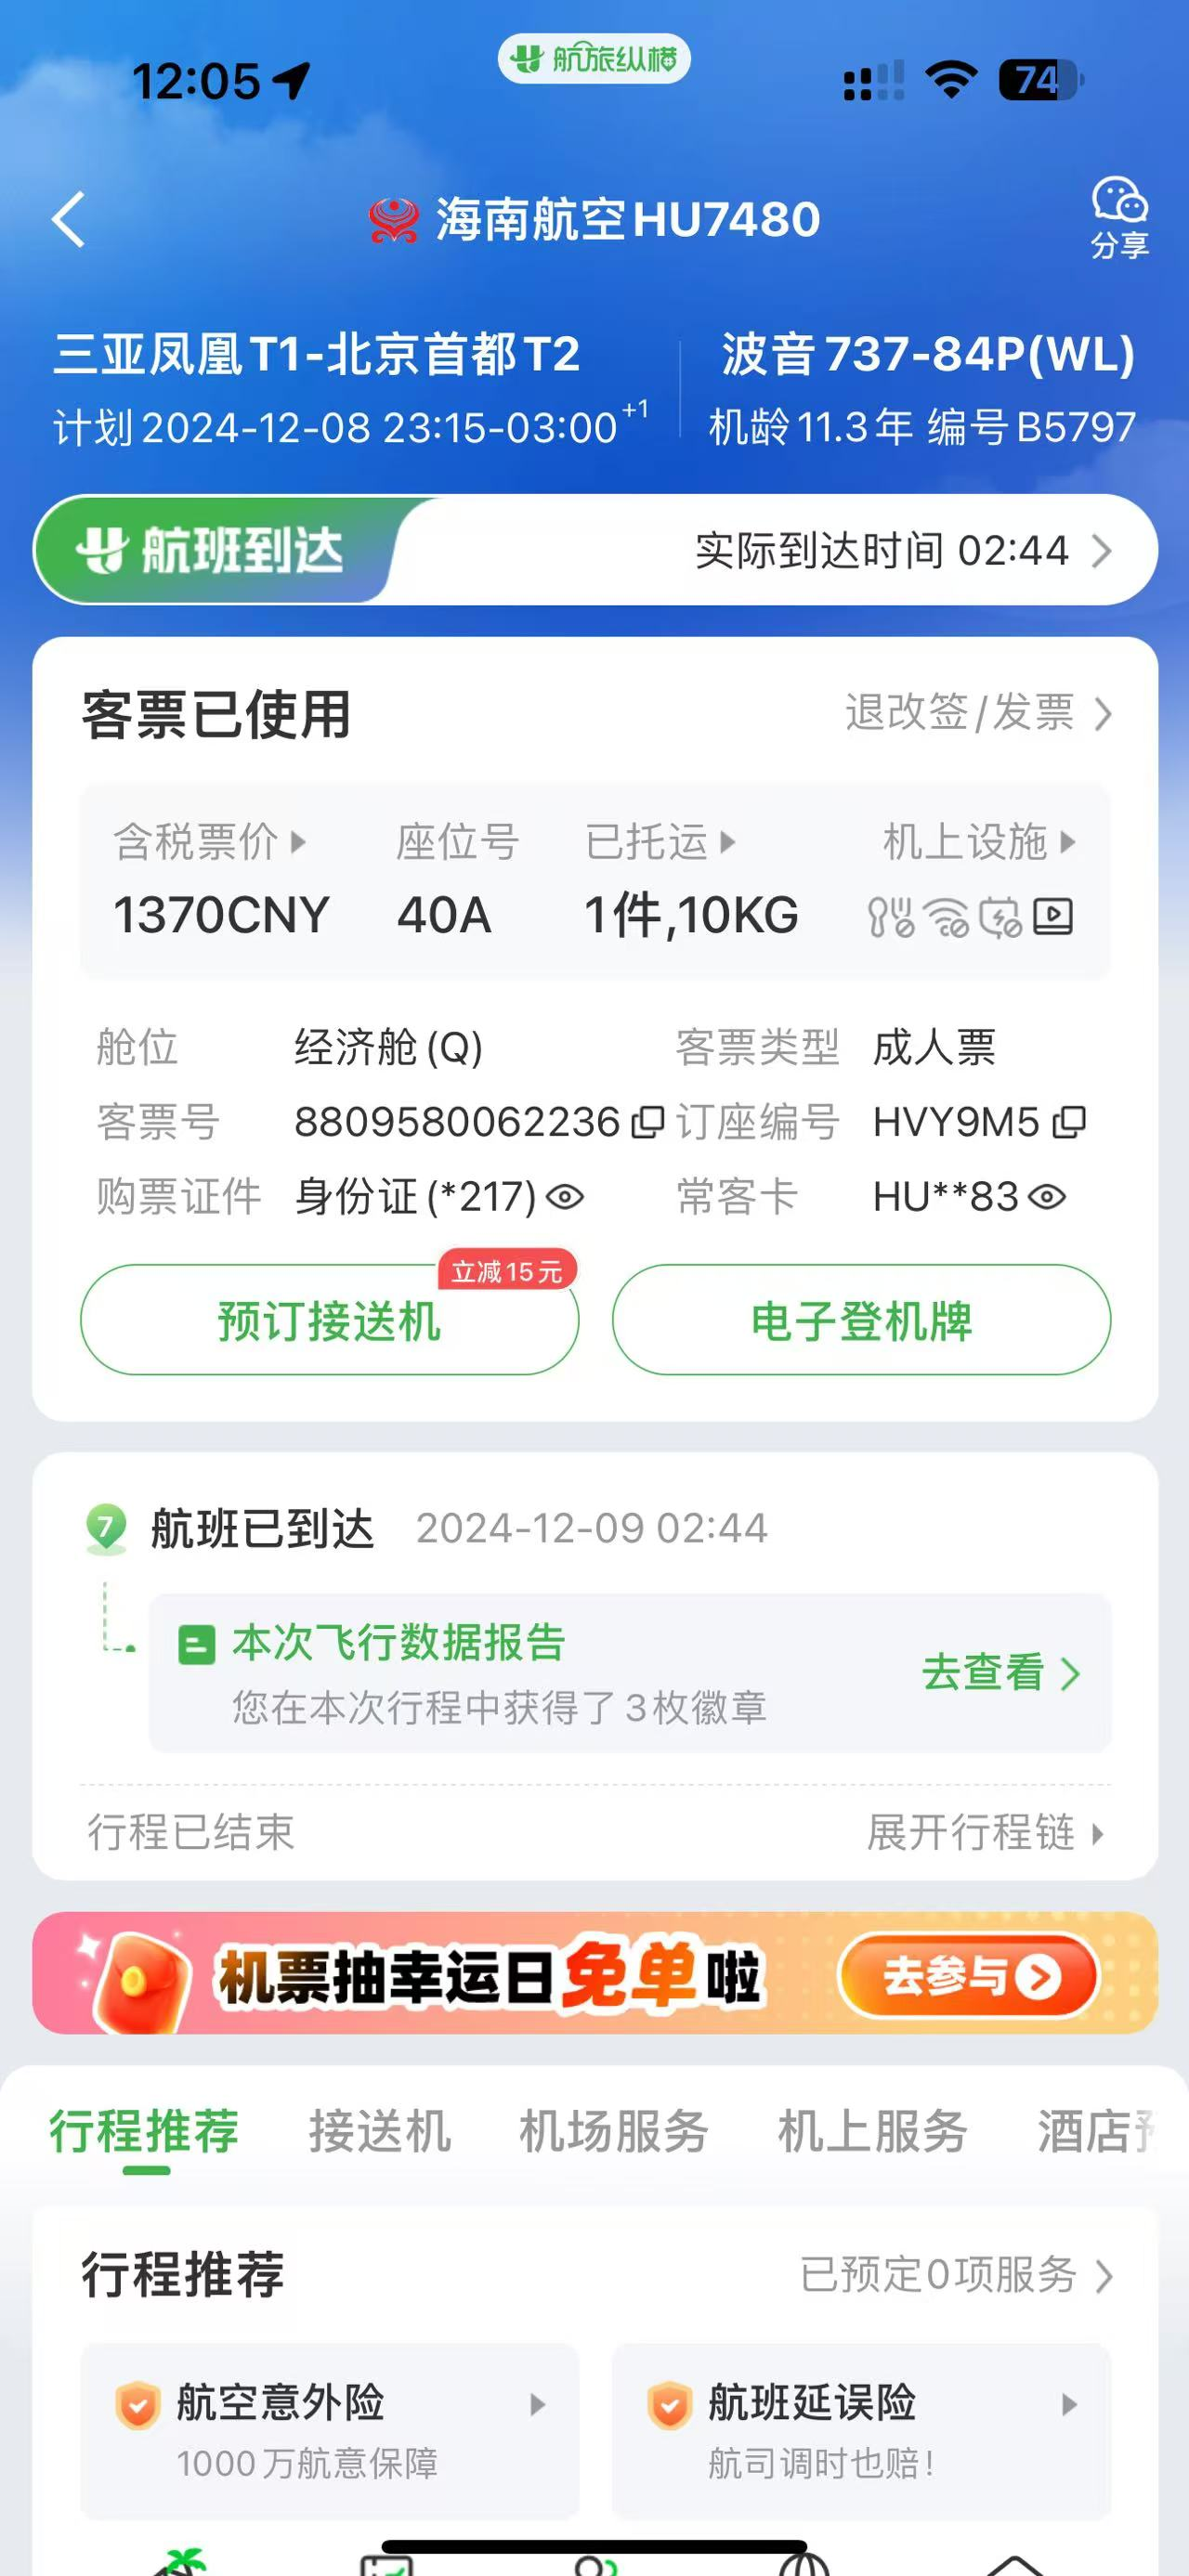 12:05
航旅纵横
74
海南航空HU7480
分享
三亚凤凰T1-北京首都T2
波音737-84P(WL)
计划2024-12-08 23:15-03:00+1
机龄11.3年 编号B5797
航班到达
实际到达时间 02:44
客票已使用
退改签/发票
含税票价 座位号 已托运 机上设施
1370CNY 40A 1件,10KG
舱位 经济舱(Q) 客票类型 成人票
客票号 8809580062236 订座编号 HVY9M5
购票证件 身份证(*217) 常客卡 HU**83
立减15元
预订接送机
电子登机牌
7 航班已到达 2024-12-09 02:44
本次飞行数据报告
去查看
您在本次行程中获得了3枚徽章
行程已结束
展开行程链
机票抽幸运日免单啦
去参与
行程推荐 接送机 机场服务 机上服务 酒店
行程推荐
已预定0项服务
航空意外险
航班延误险
1000万航意保障
航司调时也赔!